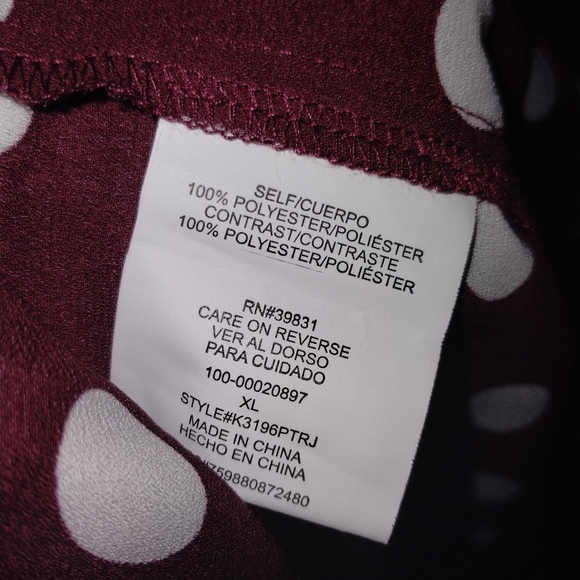 SELF/CUERPO
100% POLYESTER/POLIÉSTER
CONTRAST/CONTRASTE
100% POLYESTER/POLIÉSTER
RN#39831
CARE ON REVERSE
VER AL DORSO
PARA CUIDADO
100-00020897
XL
STYLE#K3196PTRJ
MADE IN CHINA
HECHO EN CHINA
759880872480